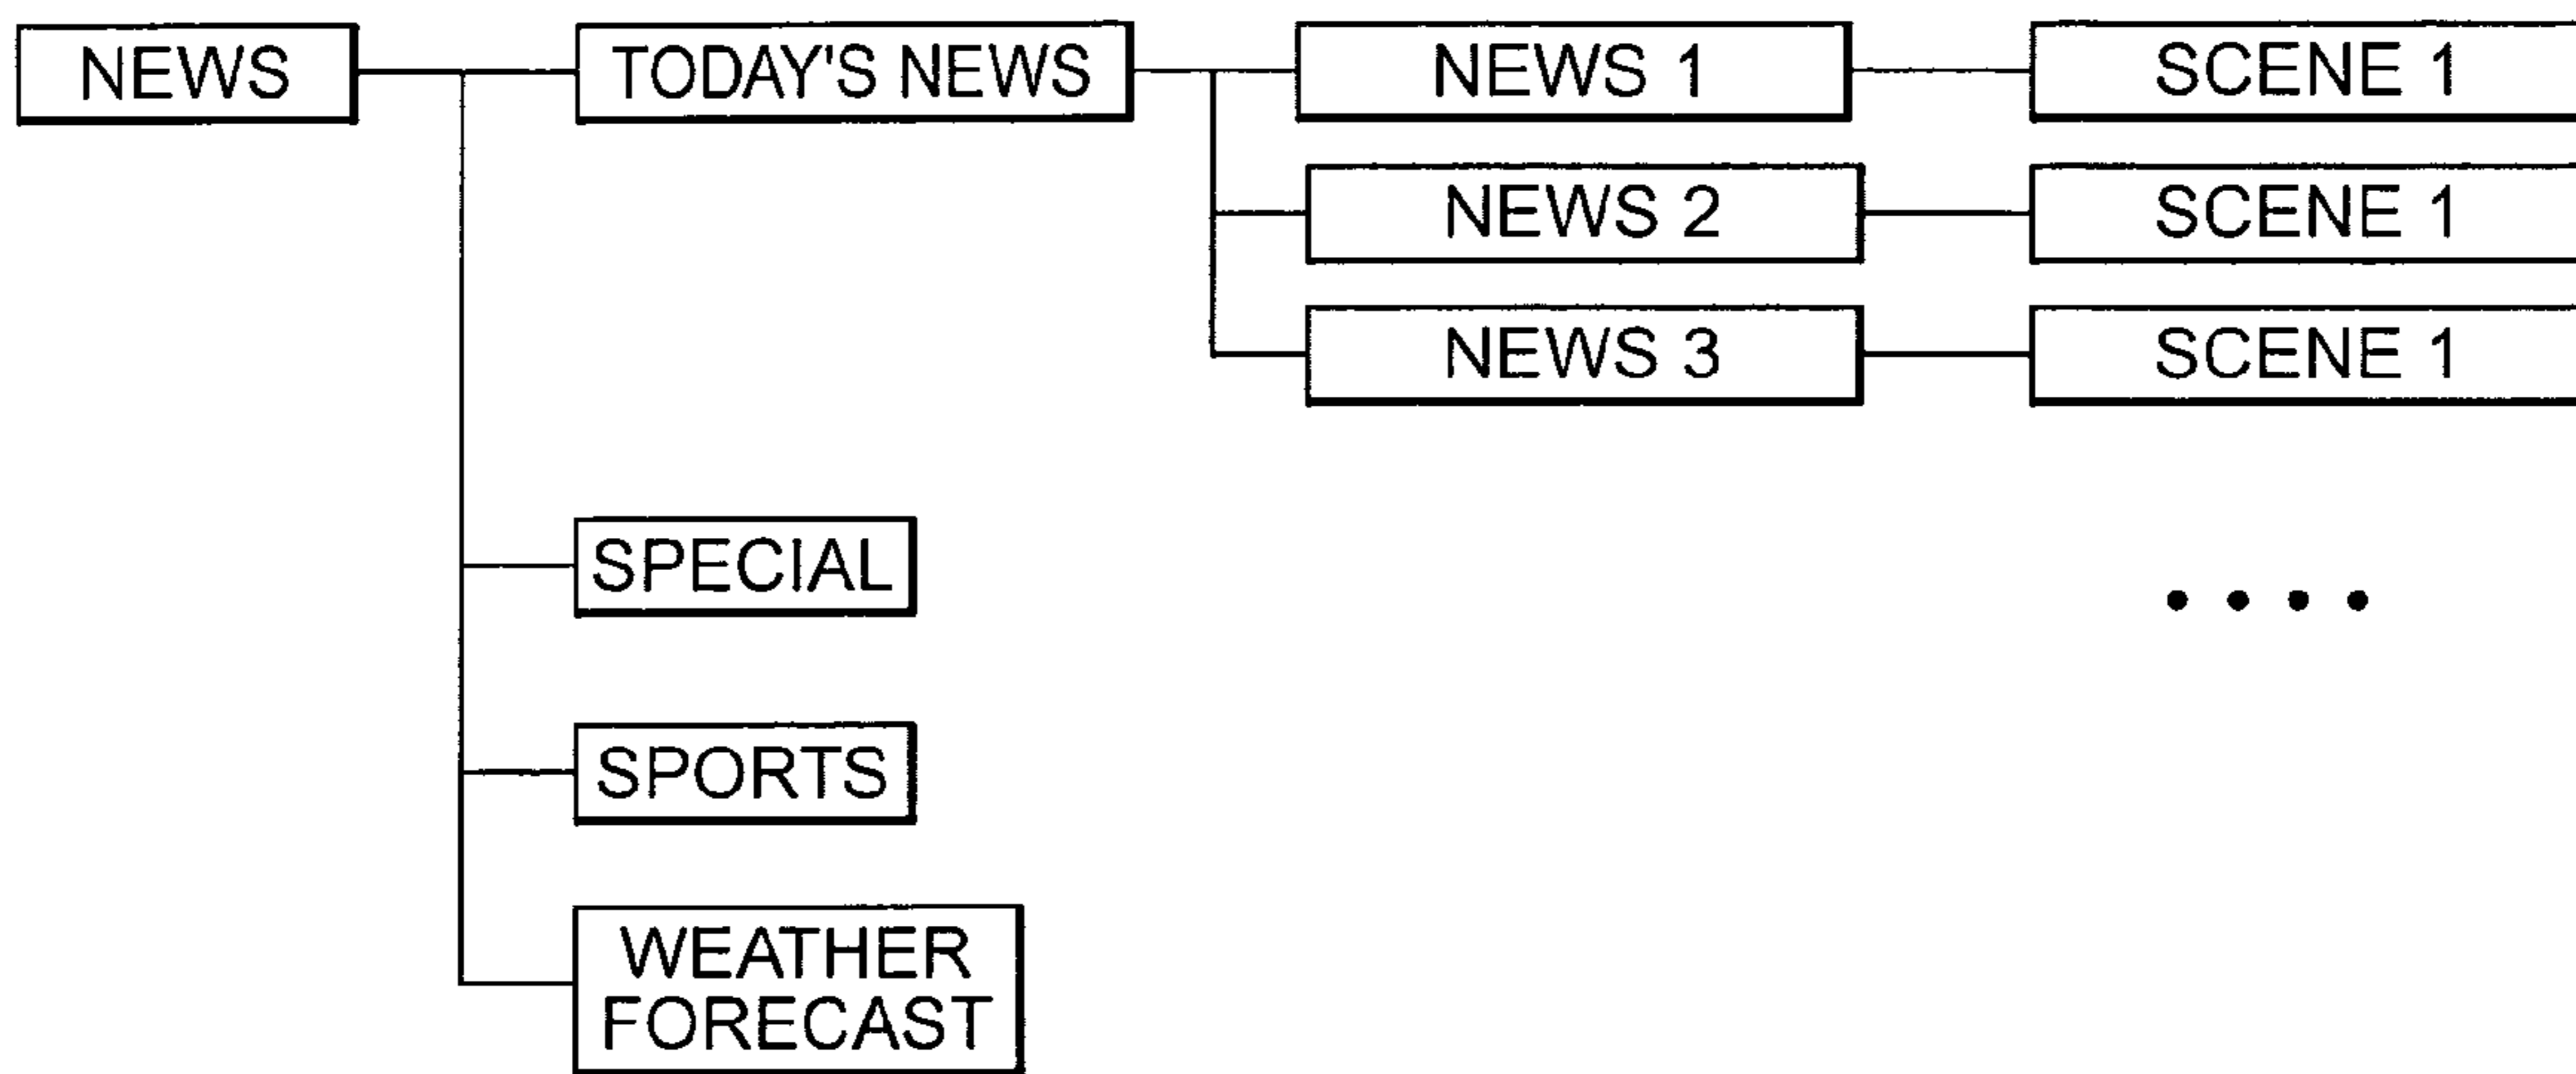 NEWS
TODAY'S NEWS
NEWS 1
SCENE 1
NEWS 2
SCENE 1
NEWS 3
SCENE 1
SPECIAL
SPORTS
WEATHER
FORECAST